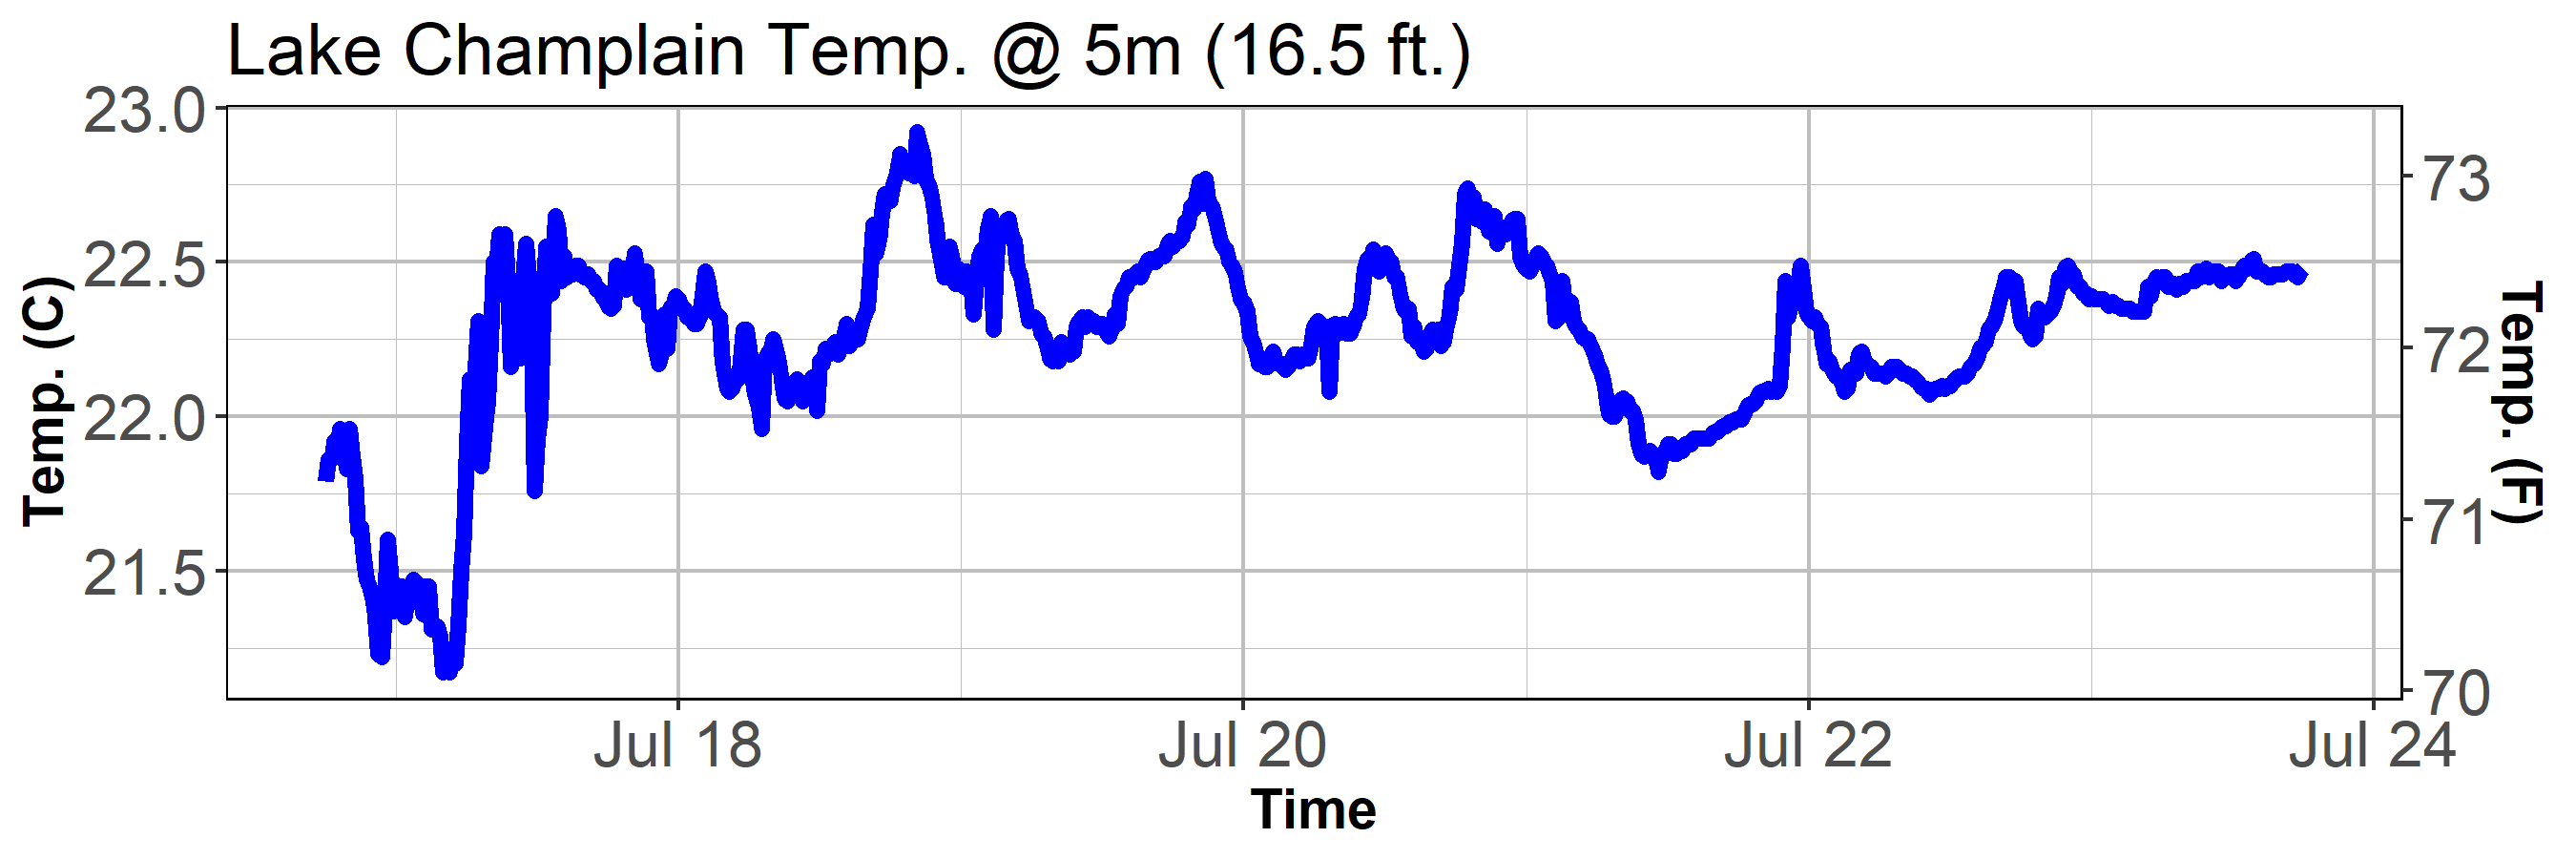 Lake Champlain Temp. @ 5m (16.5 ft.)
Temp. (C)
23.0
22.5
22.0
21.5
73
72
71
70
Temp. (F)
Jul 18
Jul 20
Jul 22
Jul 24
Time